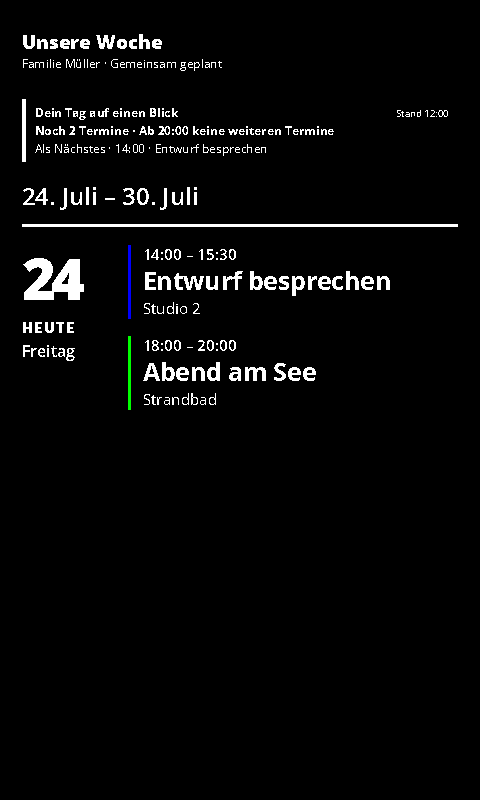 Unsere Woche
Familie Müller · Gemeinsam geplant
Dein Tag auf einen Blick
Stand 12:00
Noch 2 Termine · Ab 20:00 keine weiteren Termine
Als Nächstes · 14:00 · Entwurf besprechen
24. Juli – 30. Juli
24
HEUTE
Freitag
14:00 – 15:30
Entwurf besprechen
Studio 2
18:00 – 20:00
Abend am See
Strandbad